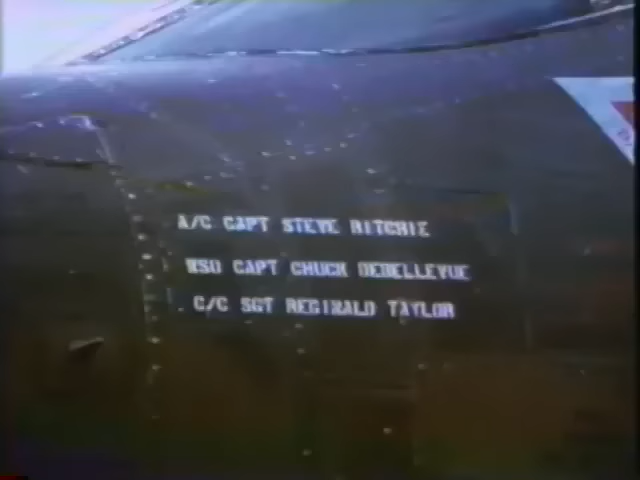 A/C CAPT STEVE RITCHIE
WSO CAPT CHUCK DEBELLEVUE
C/C SGT REGINALD TAYLOR